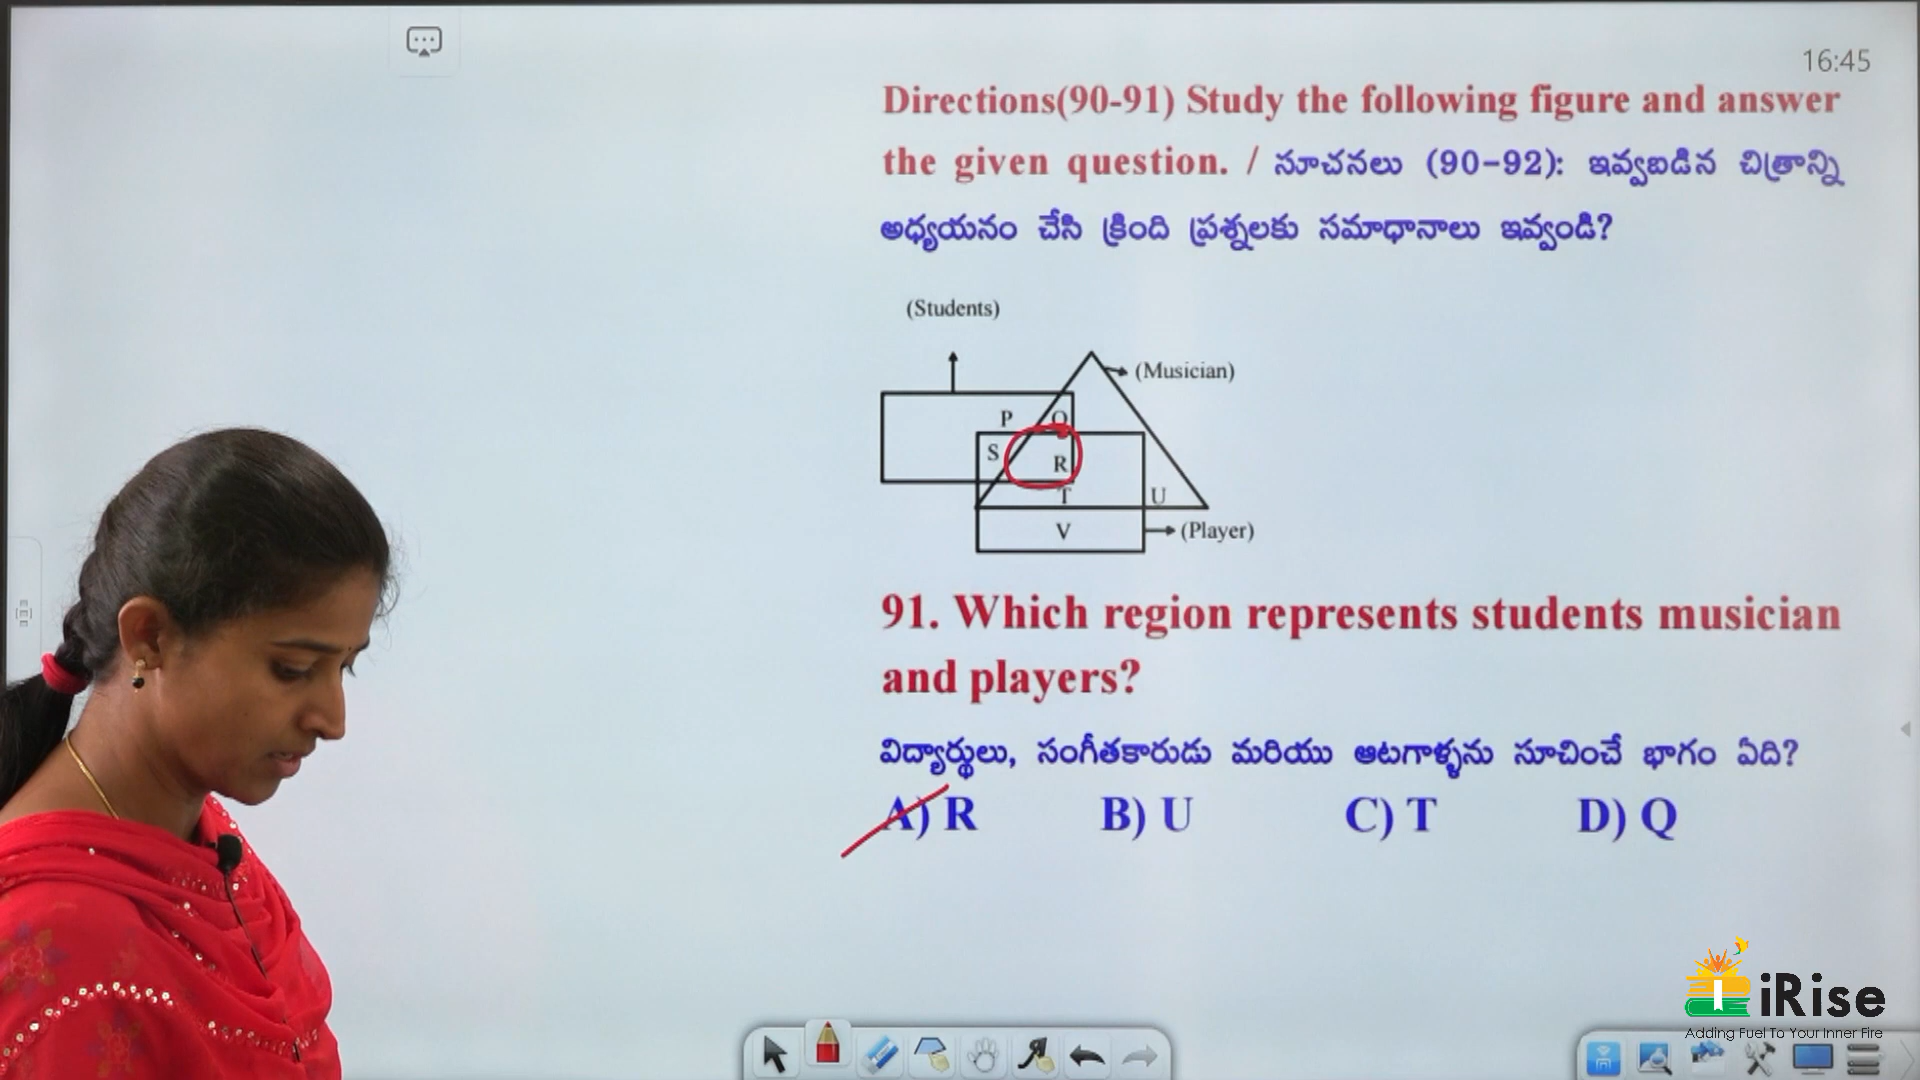 16:45
Directions(90-91) Study the following figure and answer
the given question. / సూచనలు (90-92): ఇవ్వబడిన చిత్రాన్ని
అధ్యయనం చేసి క్రింది ప్రశ్నలకు సమాధానాలు ఇవ్వండి?
(Students)
(Musician)
P
Q
S
R
T
U
V
(Player)
91. Which region represents students musician
and players?
విద్యార్థులు, సంగీతకారుడు మరియు ఆటగాళ్ళను సూచించే భాగం ఏది?
A) R B) U C) T D) Q
iRise
Adding Fuel To Your Inner Fire